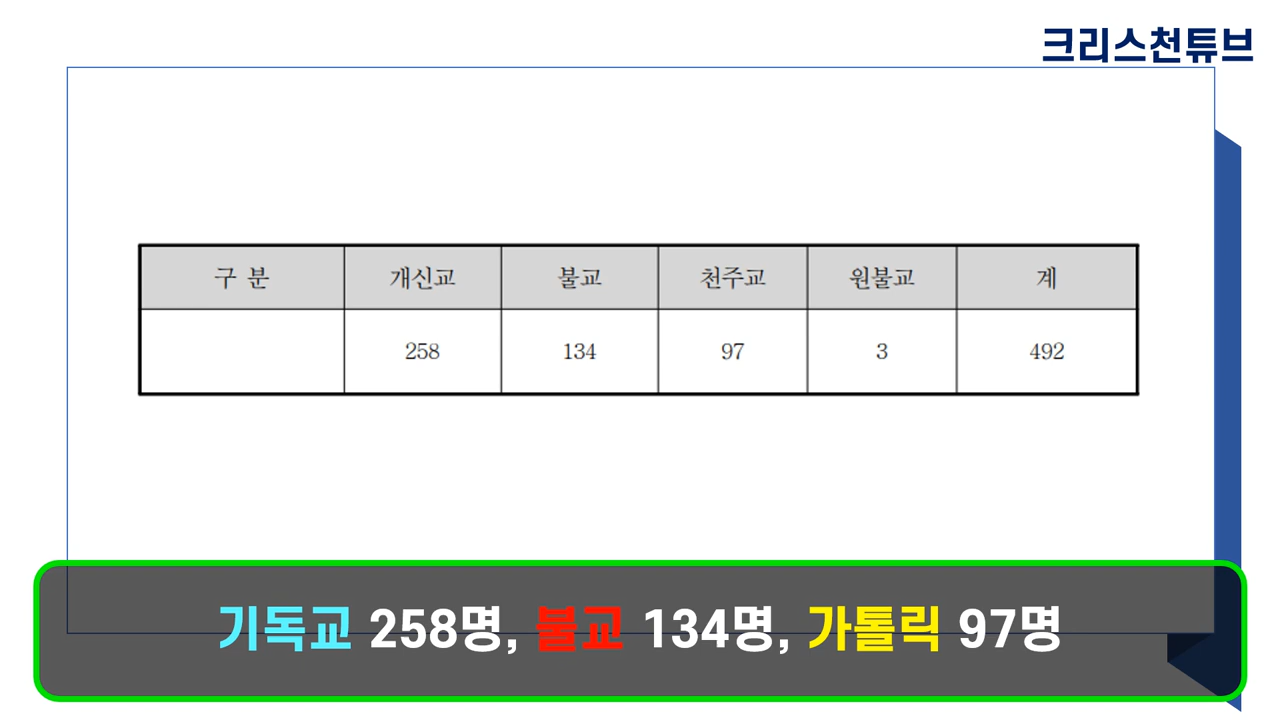 크리스천튜브
구 분 개신교 불교 천주교 원불교 계
258 134 97 3 492
기독교 258명, 불교 134명, 가톨릭 97명